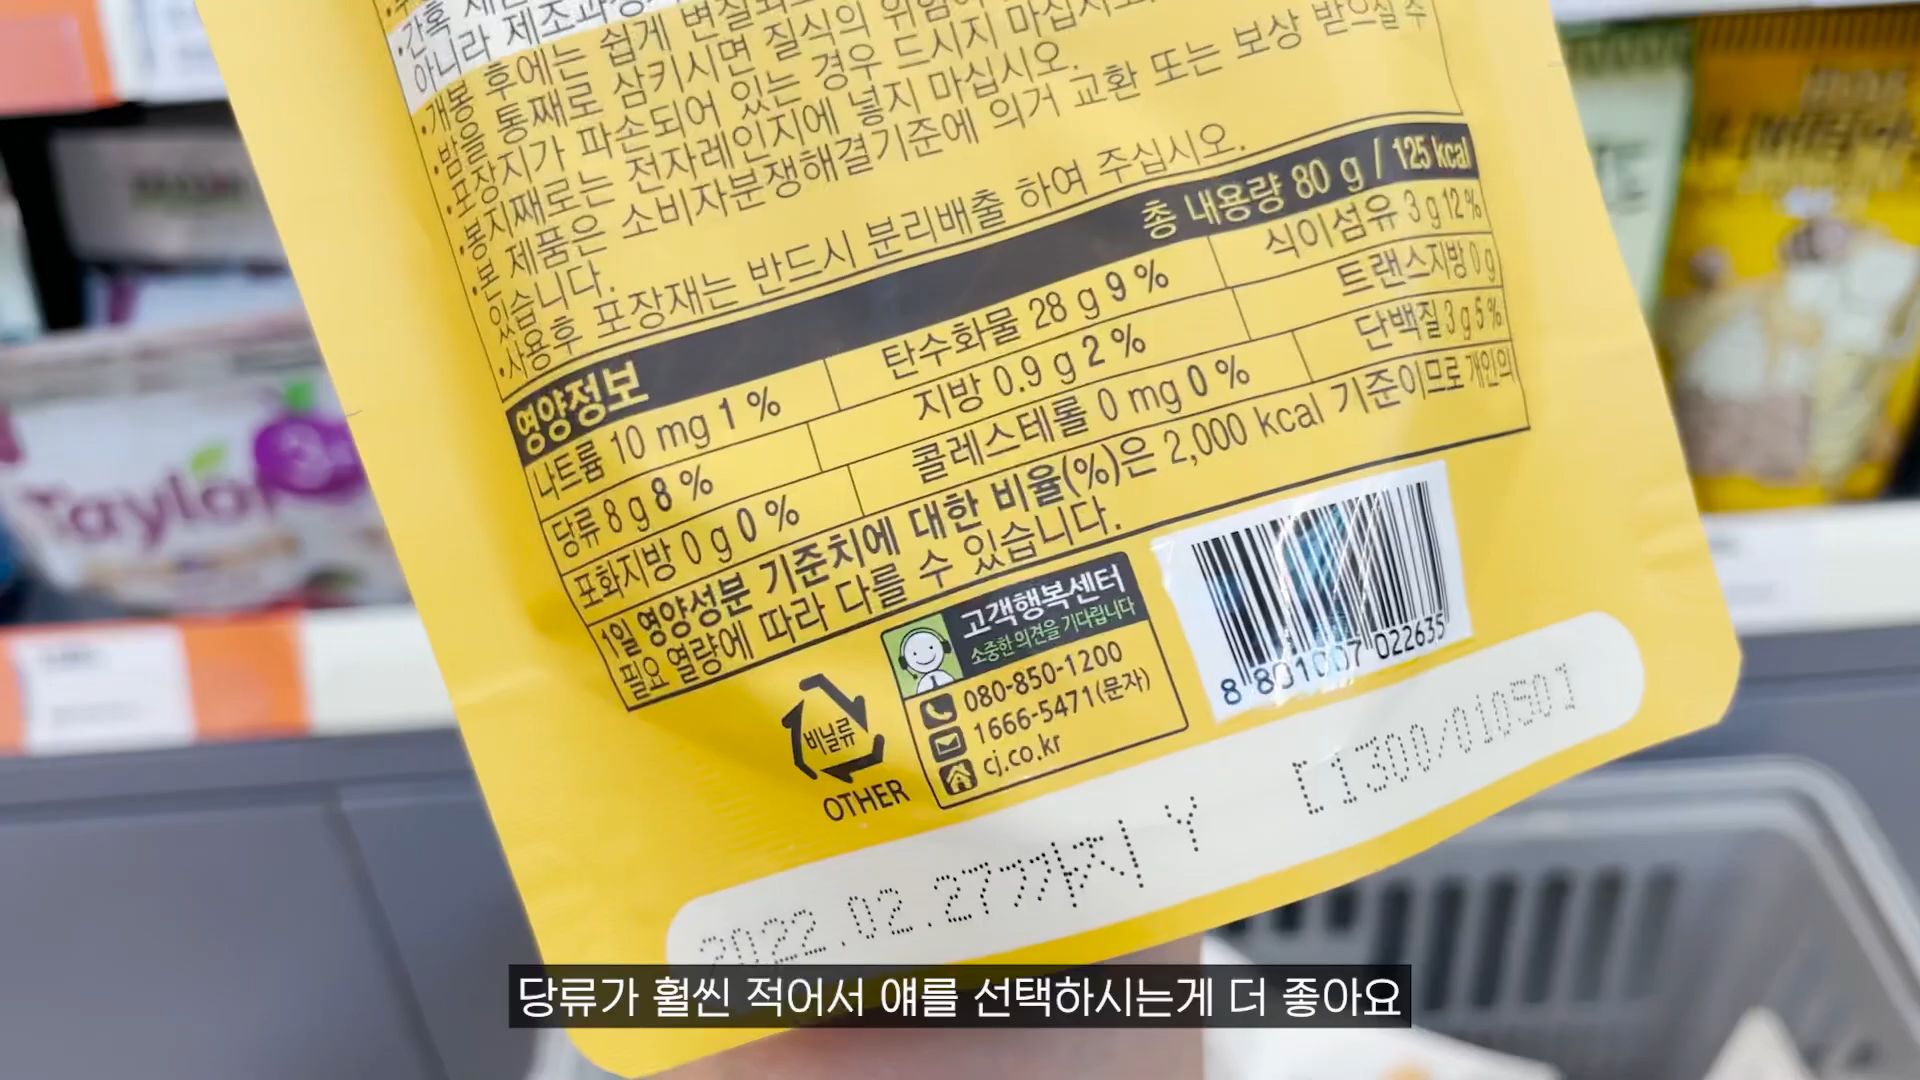 간혹
아니라 제조과정
개봉 후에는 쉽게 변질되
•밤을 통째로 삼키시면 질식의 위험이
•포장지가 파손되어 있는 경우 드시지 마십시오.
•봉지째로는 전자레인지에 넣지 마십시오.
•본 제품은 소비자분쟁해결기준에 의거 교환 또는 보상 받으실 수
있습니다.
•사용후 포장재는 반드시 분리배출 하여 주십시오.
영양정보 총 내용량 80 g / 125 kcal
나트륨 10 mg 1 % 탄수화물 28 g 9 % 식이섬유 3 g 12 %
당류 8 g 8 % 지방 0.9 g 2 % 트랜스지방 0 g
포화지방 0 g 0 % 콜레스테롤 0 mg 0 % 단백질 3 g 5 %
1일 영양성분 기준치에 대한 비율(%)은 2,000 kcal 기준이므로 개인의
필요 열량에 따라 다를 수 있습니다.
비닐류
OTHER
고객행복센터
소중한 의견을 기다립니다
080-850-1200
1666-5471(문자)
cj.co.kr
8 801007 022635
2022.02.27까지 Y [1300/010501
Taylor
당류가 훨씬 적어서 얘를 선택하시는게 더 좋아요